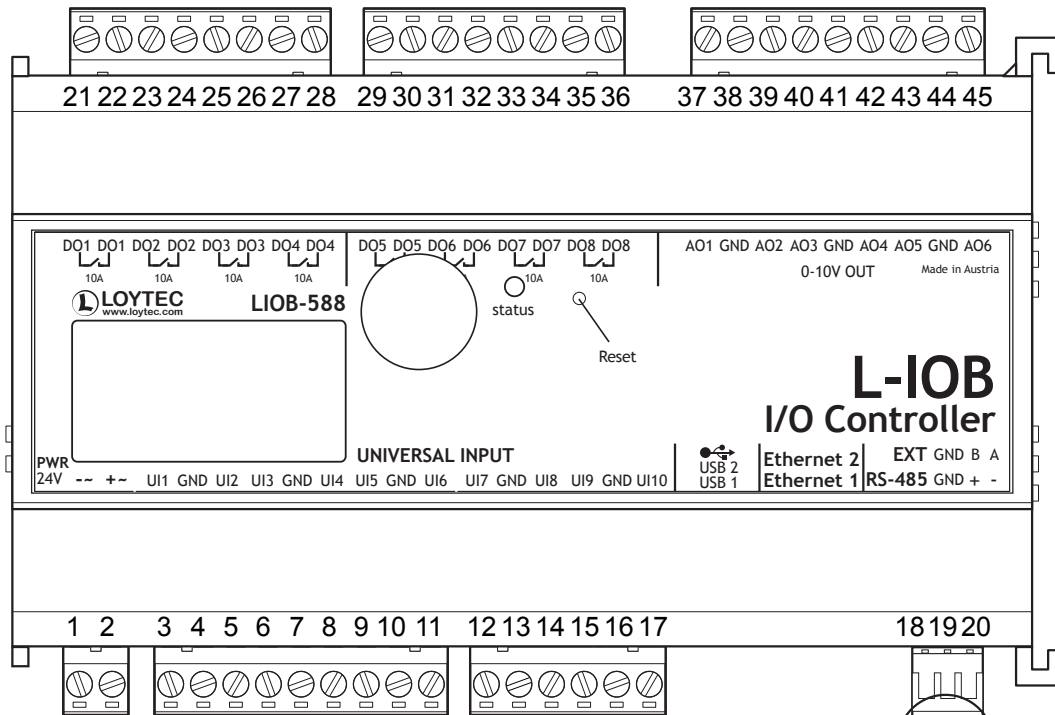 21 22 23 24 25 26 27 28 29 30 31 32 33 34 35 36 37 38 39 40 41 42 43 44 45
DO1 DO1 DO2 DO2 DO3 DO3 DO4 DO4 DO5 DO5 DO6 DO6 DO7 DO7 DO8 DO8 AO1 GND AO2 AO3 GND AO4 AO5 GND AO6
10A 10A 10A 10A 10A 10A 0-10V OUT Made in Austria
L LOYTEC LIOB-588
www.loytec.com
status
Reset
L-IOB
I/O Controller
UNIVERSAL INPUT
PWR
24V -~ +~ UI1 GND UI2 UI3 GND UI4 UI5 GND UI6 UI7 GND UI8 UI9 GND UI10
USB 2
USB 1
Ethernet 2
Ethernet 1
EXT GND B A
RS-485 GND + -
1 2 3 4 5 6 7 8 9 10 11 12 13 14 15 16 17 18 19 20